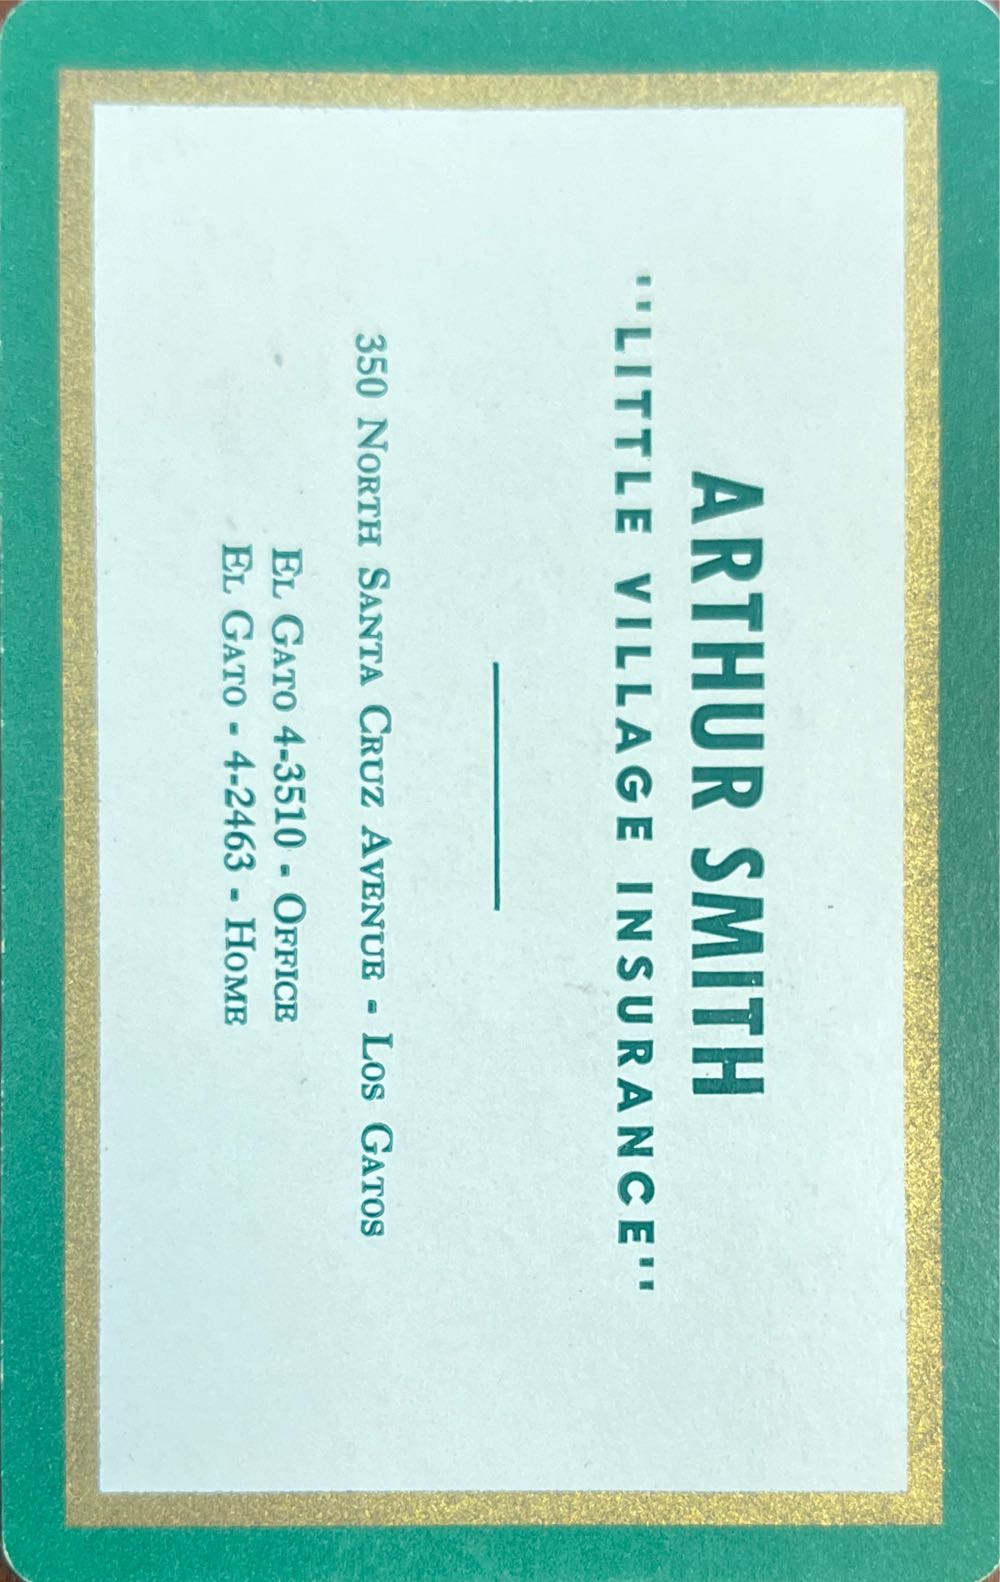 ARTHUR SMITH
"LITTLE VILLAGE INSURANCE"
350 North Santa Cruz Avenue - Los Gatos
El Gato 4-3510 - Office
El Gato - 4-2463 - Home